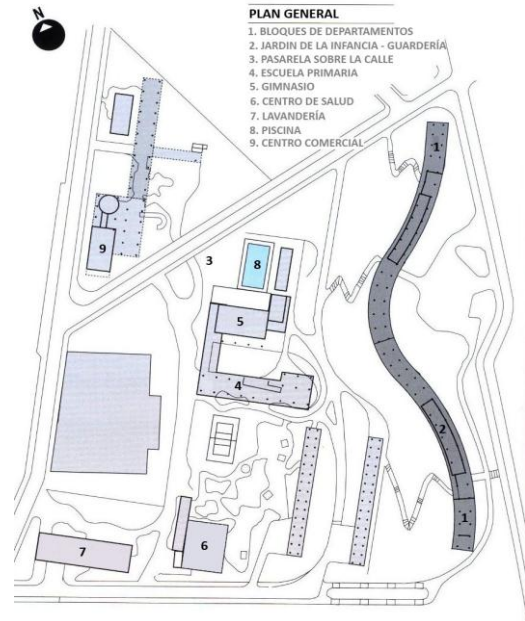 N
PLAN GENERAL
1. BLOQUES DE DEPARTAMENTOS
2. JARDIN DE LA INFANCIA - GUARDERÍA
3. PASARELA SOBRE LA CALLE
4. ESCUELA PRIMARIA
5. GIMNASIO
6. CENTRO DE SALUD
7. LAVANDERÍA
8. PISCINA
9. CENTRO COMERCIAL
1
9
3
8
5
4
2
1
6
7